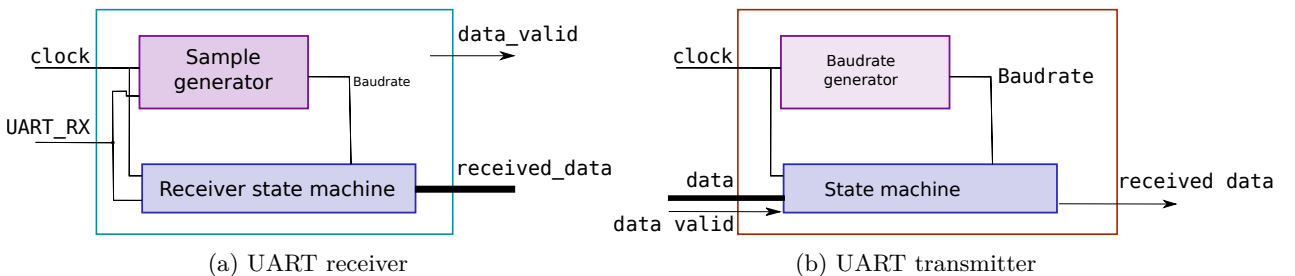 clock
Sample
generator
data_valid
Baudrate
UART_RX
Receiver state machine
received_data
(a) UART receiver
clock
Baudrate
generator
Baudrate
data
State machine
received data
data valid
(b) UART transmitter